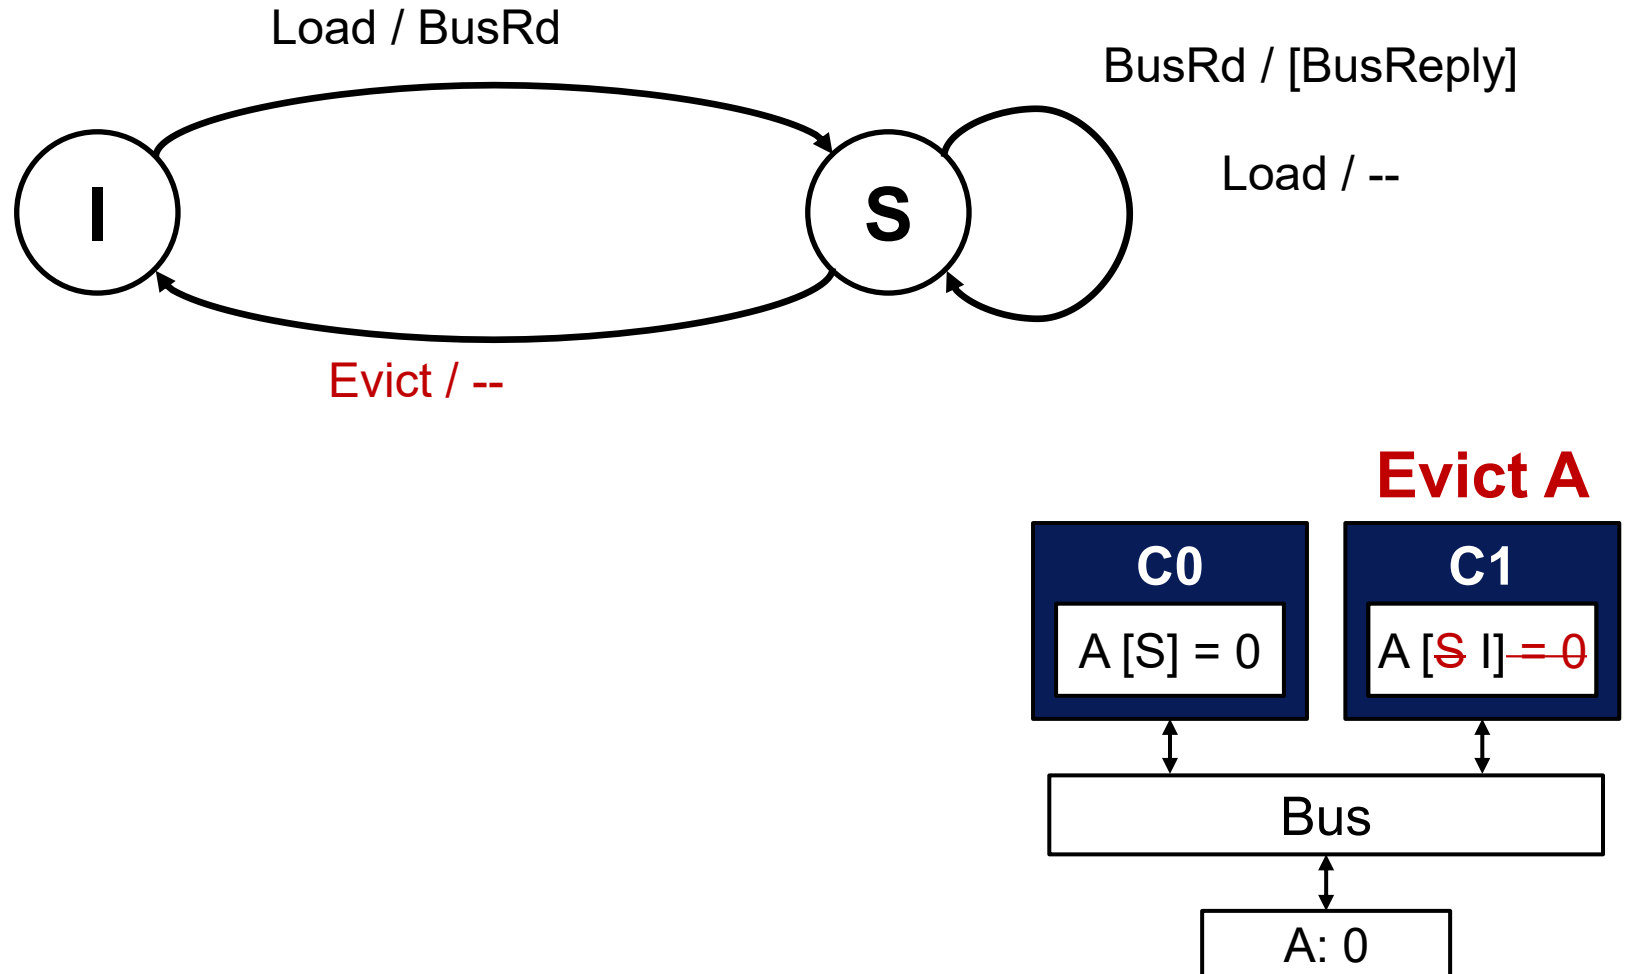 Load / BusRd
BusRd / [BusReply]
Load / --
I
S
Evict / --
Evict A
C0
C1
A [S] = 0
A [S I] = 0
Bus
A: 0